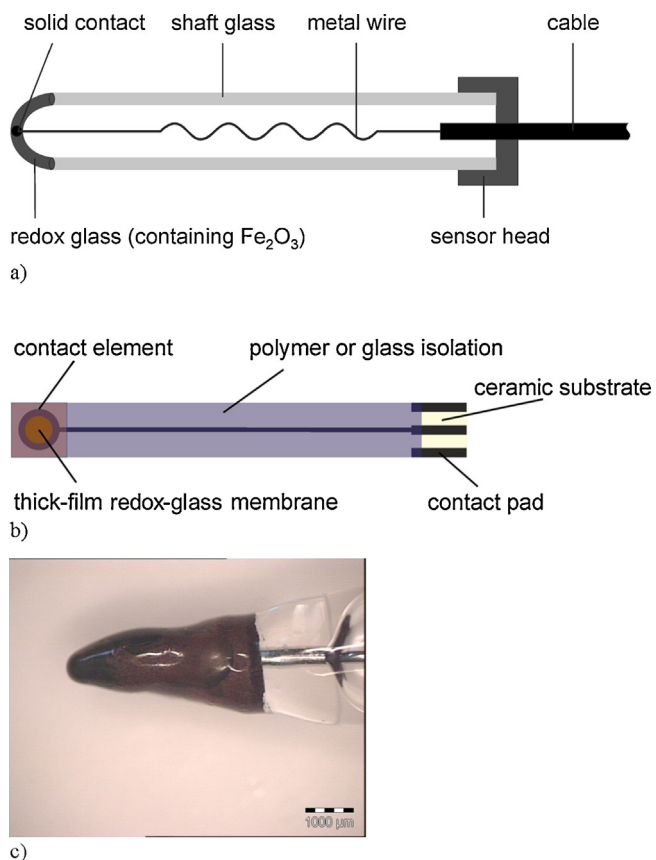 solid contact shaft glass metal wire cable
redox glass (containing Fe₂O₃) sensor head
a)
contact element polymer or glass isolation
ceramic substrate
thick-film redox-glass membrane contact pad
b)
1000 µm
c)